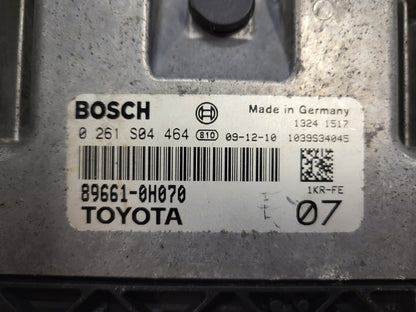 BOSCH Made in Germany
1324 1517
0 261 S04 464 810 09-12-10 1039S34045
89661-0H070 1KR-FE
TOYOTA 07